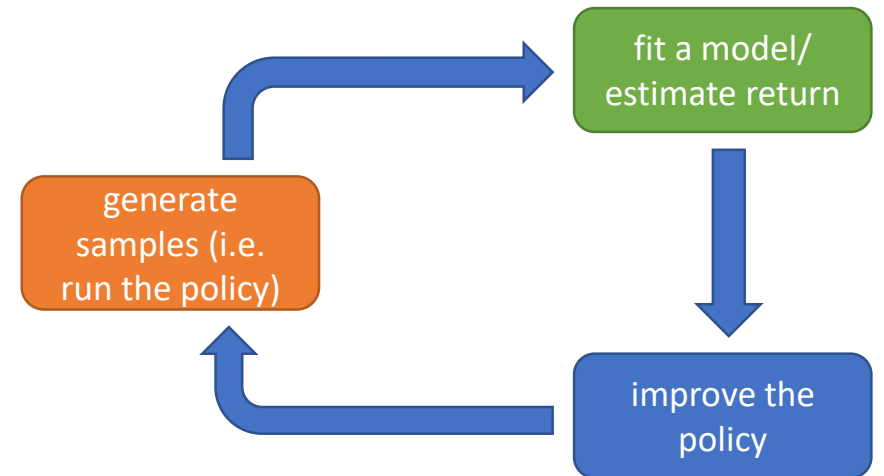 fit a model/
estimate return
generate
samples (i.e.
run the policy)
improve the
policy